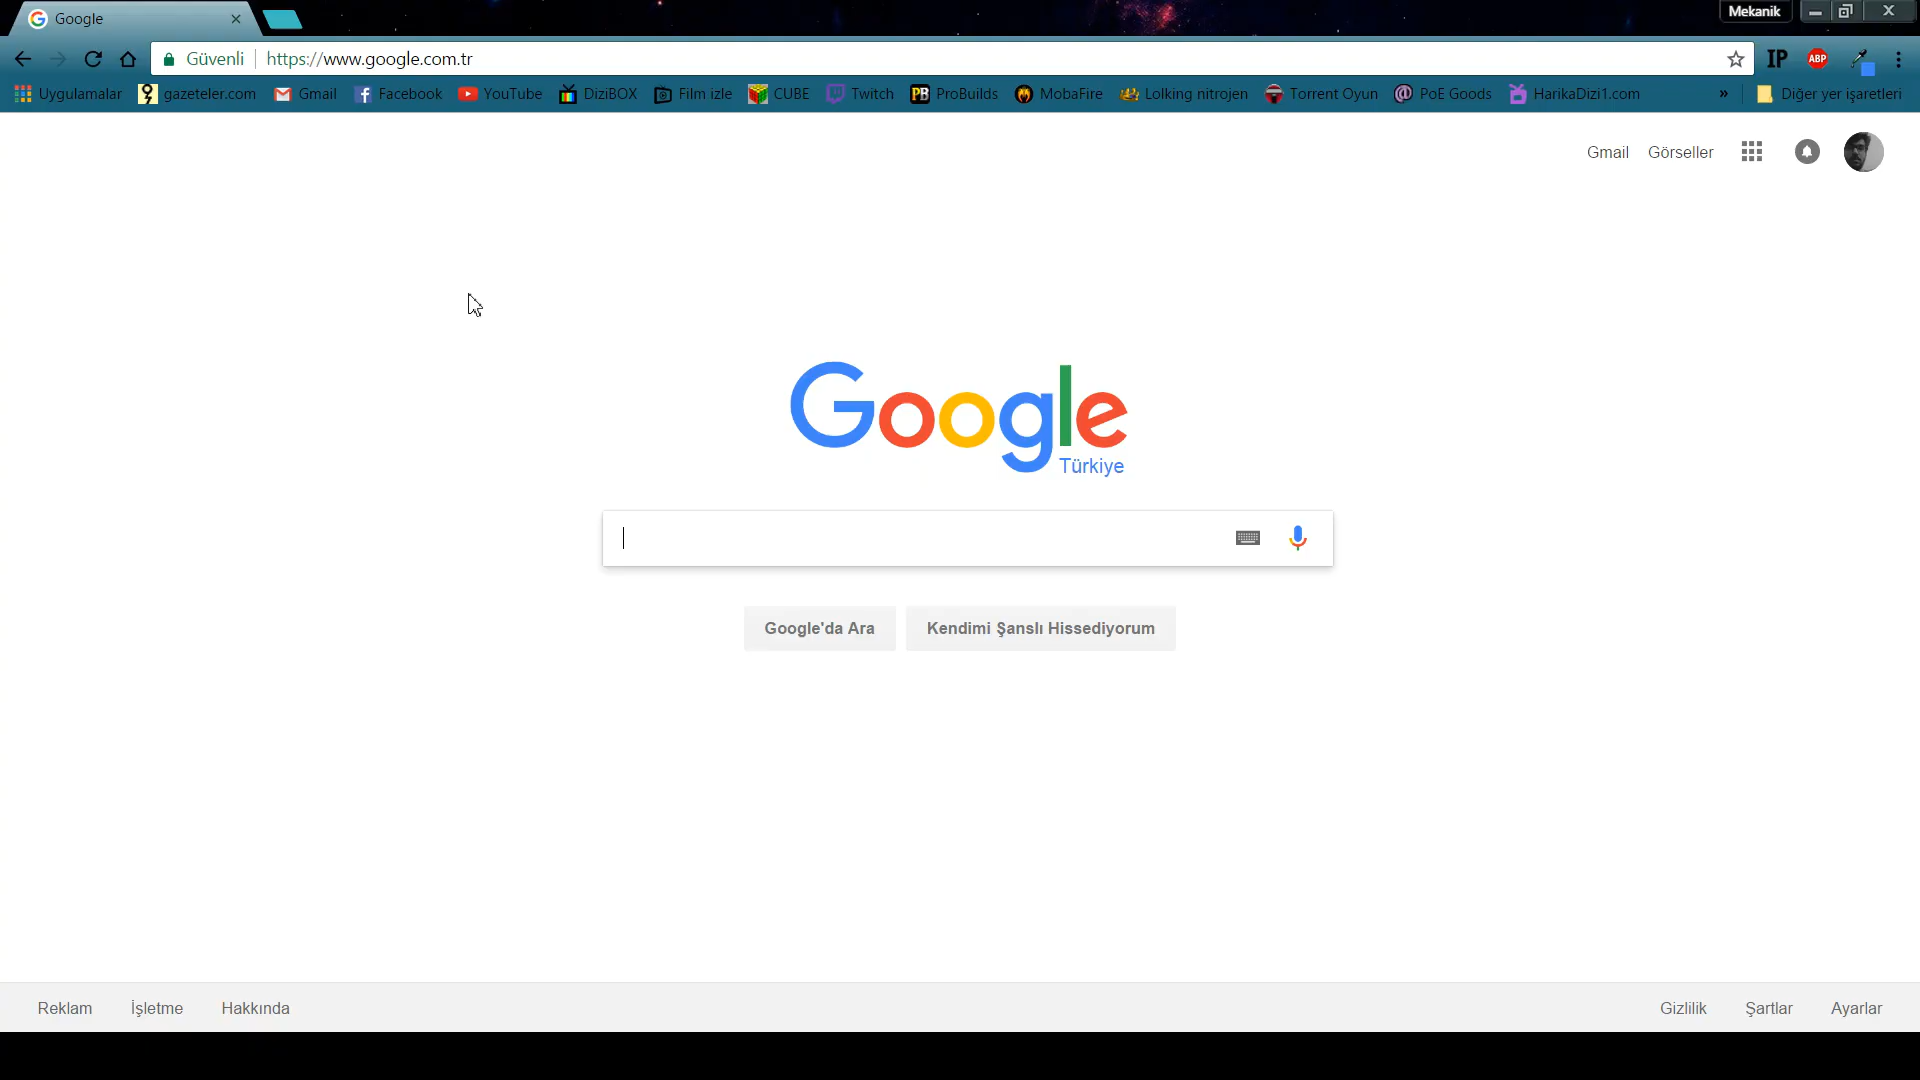 Google
Mekanik
Güvenli https://www.google.com.tr
IP ABP
Uygulamalar gazeteler.com Gmail Facebook YouTube DiziBOX Film izle CUBE Twitch PB ProBuilds MobaFire Lolking nitrojen Torrent Oyun PoE Goods HarikaDizi1.com » Diğer yer işaretleri
Gmail Görseller
Google
Türkiye
Google'da Ara Kendimi Şanslı Hissediyorum
Reklam İşletme Hakkında Gizlilik Şartlar Ayarlar